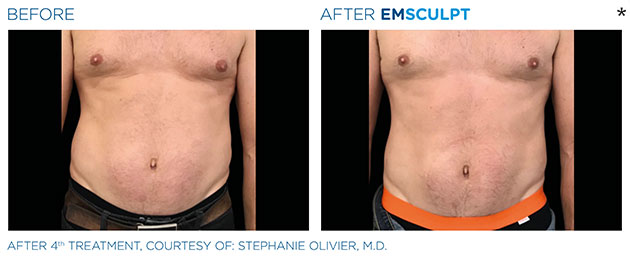 BEFORE
AFTER EMSCULPT
*
AFTER 4th TREATMENT, COURTESY OF: STEPHANIE OLIVIER, M.D.